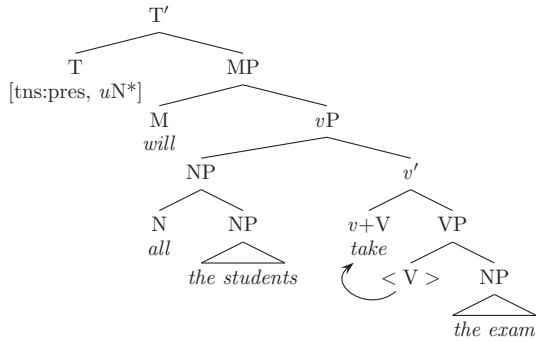 T′
T MP
[tns:pres, uN*]
M vP
will
NP v′
N NP v+V VP
all take
the students < V > NP
the exam